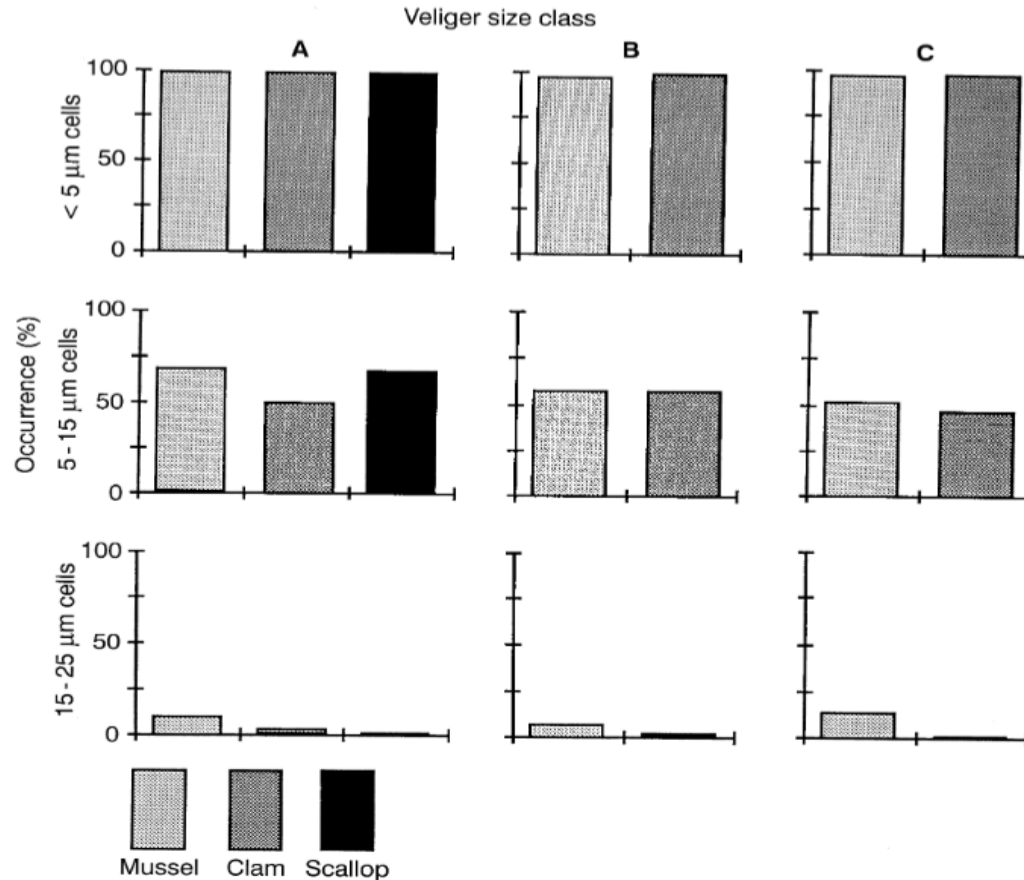 Veliger size class
A B C
< 5 µm cells
100
50
0
Occurrence (%)
5 - 15 µm cells
100
50
0
15 - 25 µm cells
100
50
0
Mussel Clam Scallop